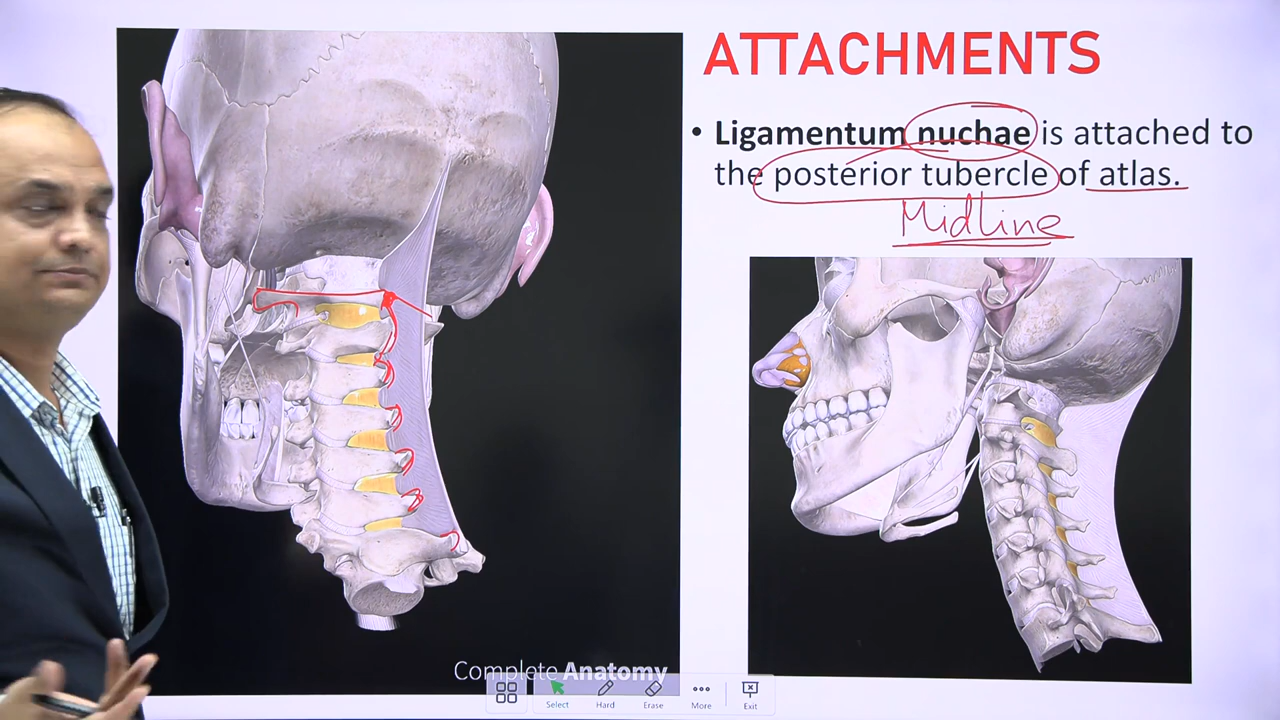 ATTACHMENTS
• Ligamentum nuchae is attached to
the posterior tubercle of atlas.
Midline
Complete Anatomy
Select Hard Erase More Exit